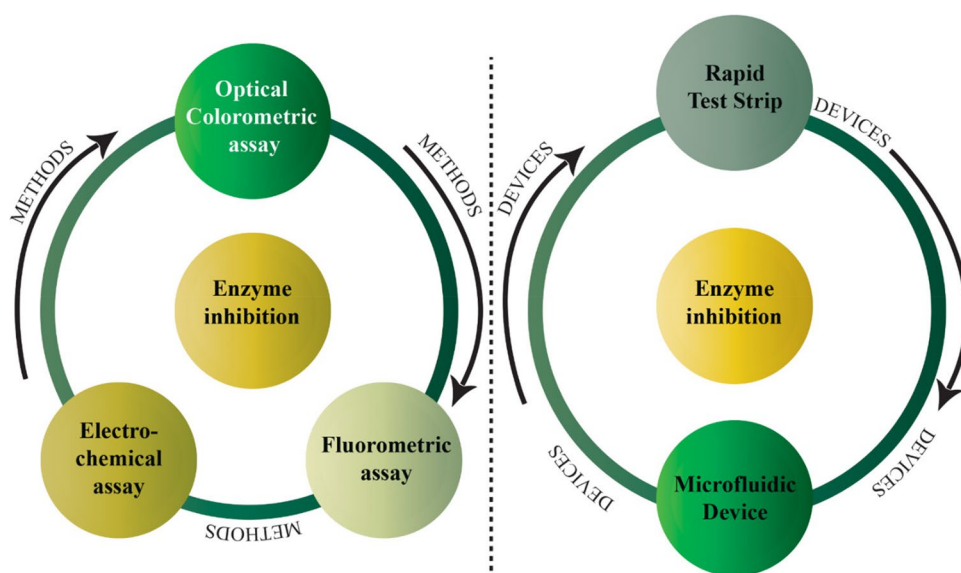 Optical
Colorometric
assay
METHODS
METHODS
Enzyme
inhibition
Electro-
chemical
assay
Fluorometric
assay
METHODS
Rapid
Test Strip
DEVICES
DEVICES
Enzyme
inhibition
DEVICES
DEVICES
Microfluidic
Device